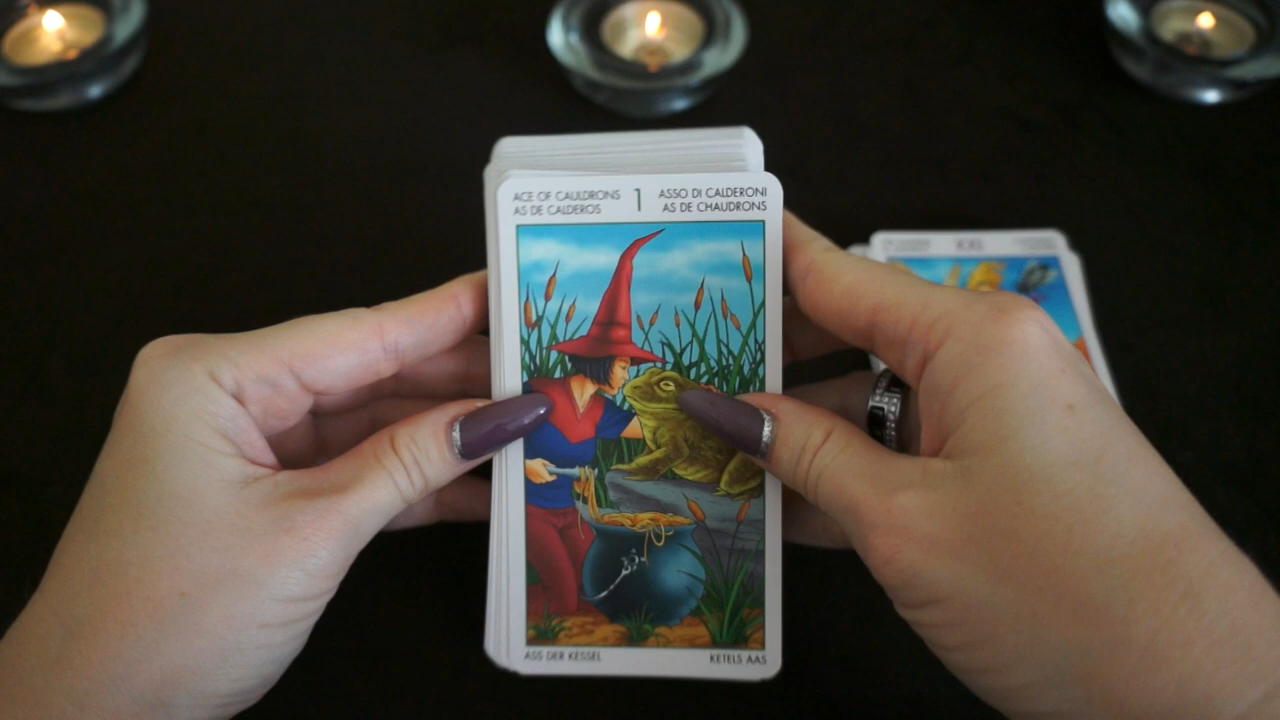 ACE OF CAULDRONS
AS DE CALDEROS
1
ASSO DI CALDERONI
AS DE CHAUDRONS
ASS DER KESSEL
KETELS AAS
XXI